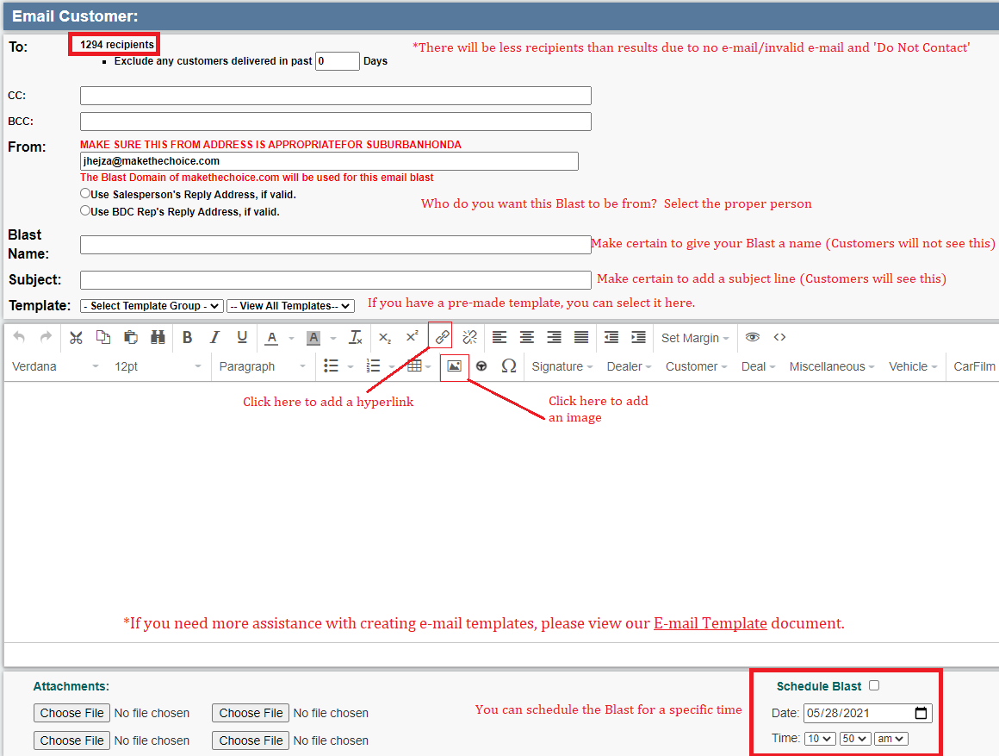 Email Customer:
To: 1294 recipients *There will be less recipients than results due to no e-mail/invalid e-mail and 'Do Not Contact'
▪ Exclude any customers delivered in past 0 Days
CC:
BCC:
From: MAKE SURE THIS FROM ADDRESS IS APPROPRIATEFOR SUBURBANHONDA
jhejza@makethechoice.com
The Blast Domain of makethechoice.com will be used for this email blast
Use Salesperson's Reply Address, if valid.
Use BDC Rep's Reply Address, if valid. Who do you want this Blast to be from? Select the proper person
Blast
Name: Make certain to give your Blast a name (Customers will not see this)
Subject: Make certain to add a subject line (Customers will see this)
Template: - Select Template Group - -- View All Templates-- If you have a pre-made template, you can select it here.
B I U A A Ix X2 X² Set Margin
Verdana 12pt Paragraph Ω Signature Dealer Customer Deal Miscellaneous Vehicle CarFilm
Click here to add a hyperlink
Click here to add
an image
*If you need more assistance with creating e-mail templates, please view our E-mail Template document.
Attachments: Schedule Blast
Choose File No file chosen Choose File No file chosen You can schedule the Blast for a specific time Date: 05/28/2021
Choose File No file chosen Choose File No file chosen Time: 10 50 am